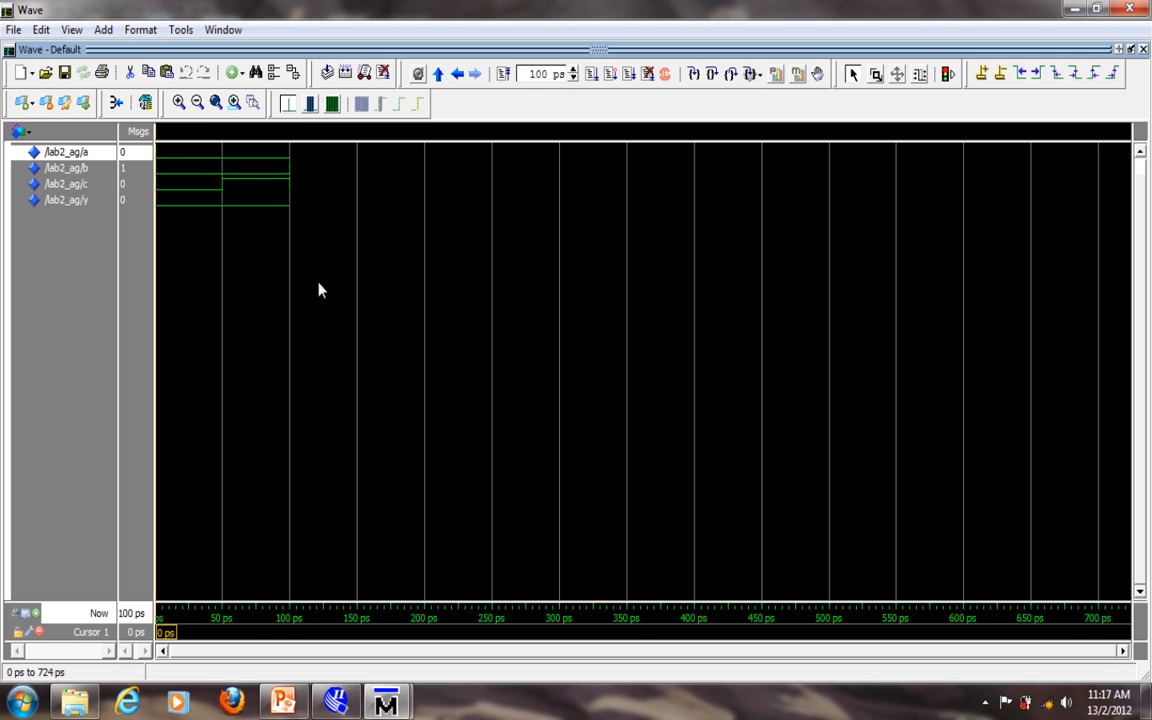 Wave
File Edit View Add Format Tools Window
Wave - Default
100 ps
Msgs
/lab2_ag/a 0
/lab2_ag/b 1
/lab2_ag/c 0
/lab2_ag/y 0
Now 100 ps
ps 50 ps 100 ps 150 ps 200 ps 250 ps 300 ps 350 ps 400 ps 450 ps 500 ps 550 ps 600 ps 650 ps 700 ps
Cursor 1 0 ps 0 ps
0 ps to 724 ps
11:17 AM
13/2/2012